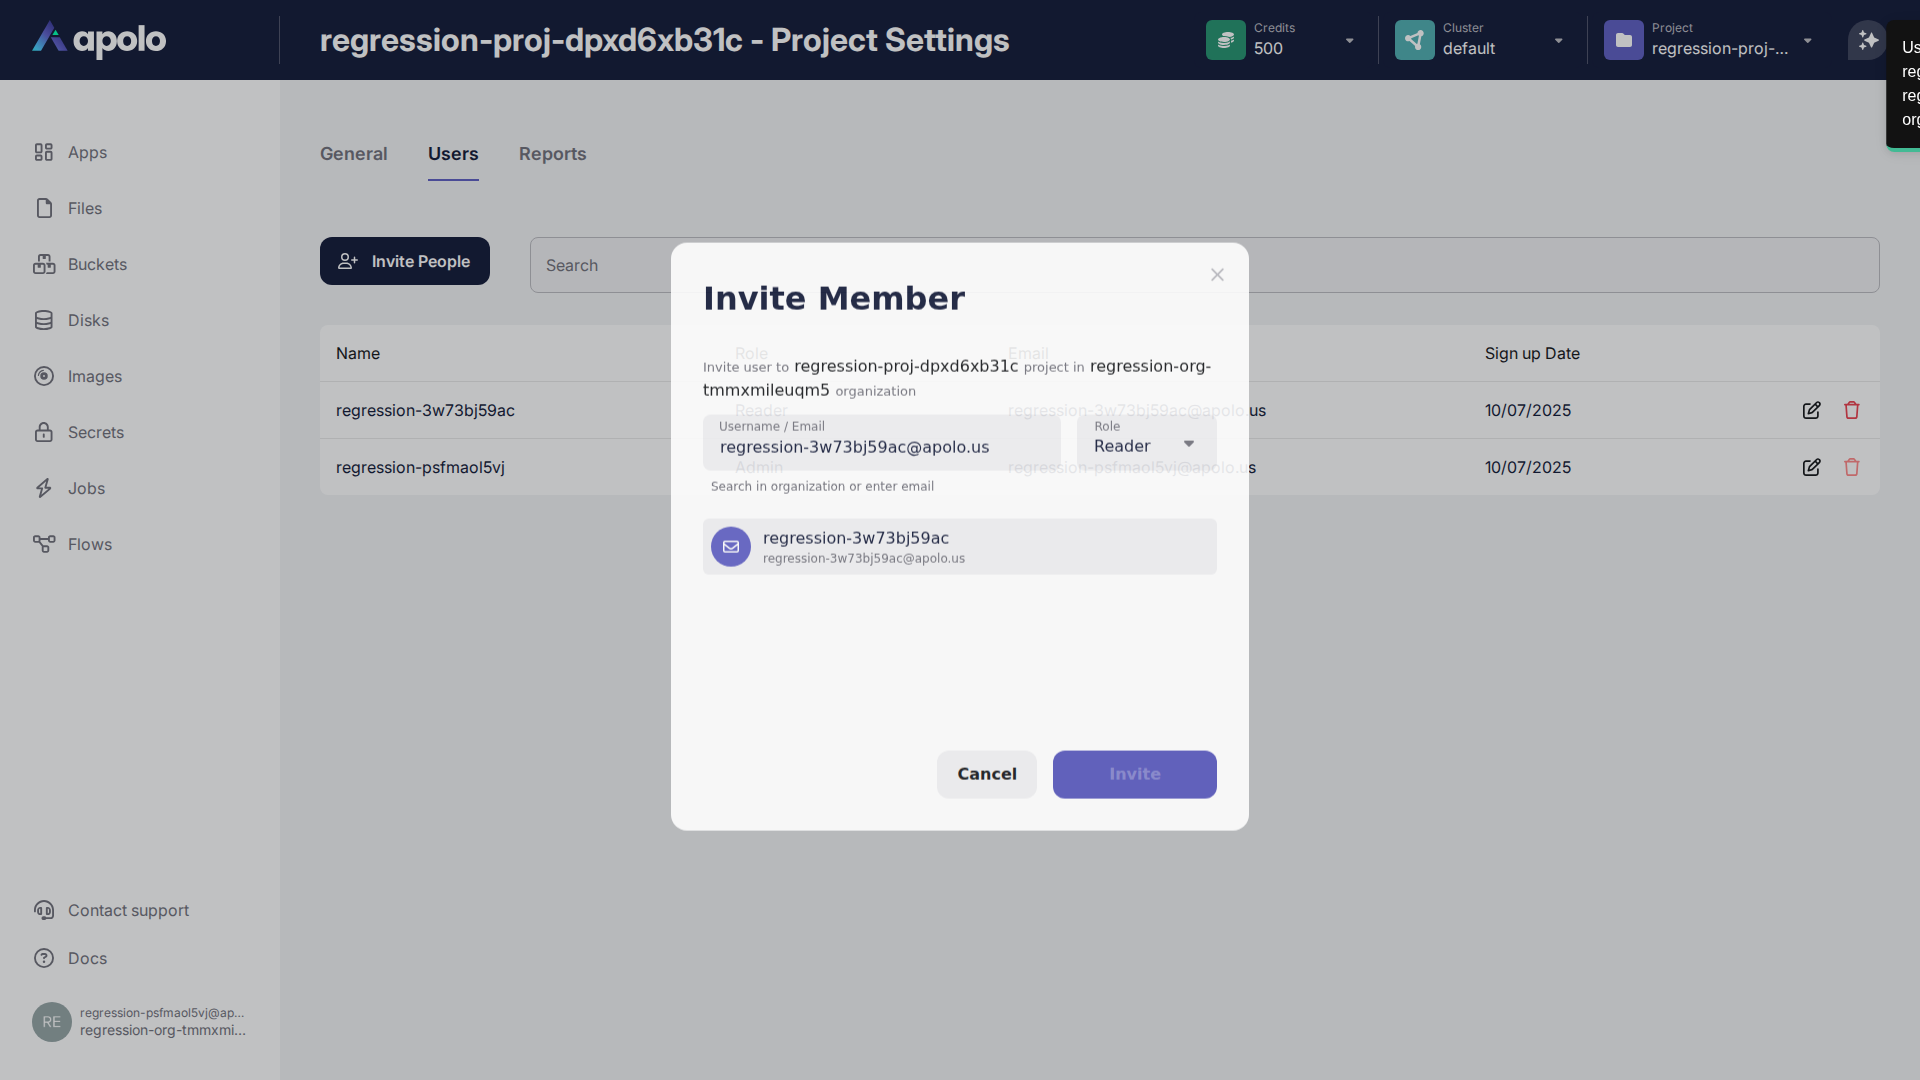 apolo
regression-proj-dpxd6xb31c - Project Settings
Credits
500
Cluster
default
Project
regression-proj-...
Apps
Files
Buckets
Disks
Images
Secrets
Jobs
Flows
General
Users
Reports
Invite People
Search
Name
Role
Email
Sign up Date
regression-3w73bj59ac
Reader
regression-3w73bj59ac@apolo.us
10/07/2025
regression-psfmaol5vj
Admin
regression-psfmaol5vj@apolo.us
10/07/2025
Invite Member
Invite user to regression-proj-dpxd6xb31c project in regression-org-
tmmxmileuqm5 organization
Username / Email
regression-3w73bj59ac@apolo.us
Role
Reader
Search in organization or enter email
regression-3w73bj59ac
regression-3w73bj59ac@apolo.us
Cancel
Invite
Contact support
Docs
RE
regression-psfmaol5vj@ap...
regression-org-tmmxmi...